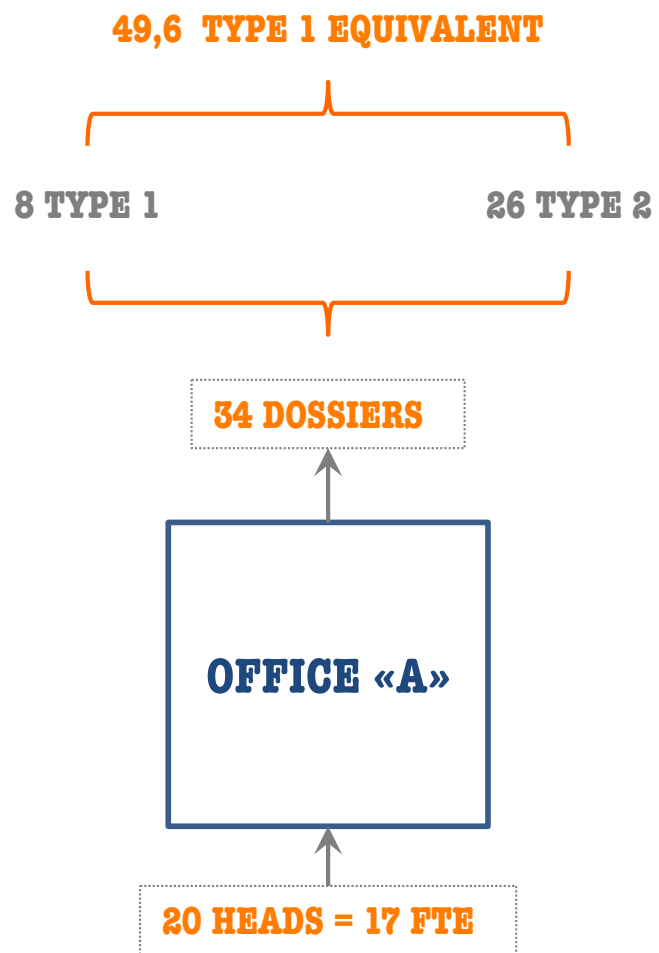 49,6 TYPE 1 EQUIVALENT
8 TYPE 1
26 TYPE 2
34 DOSSIERS
OFFICE «A»
20 HEADS = 17 FTE